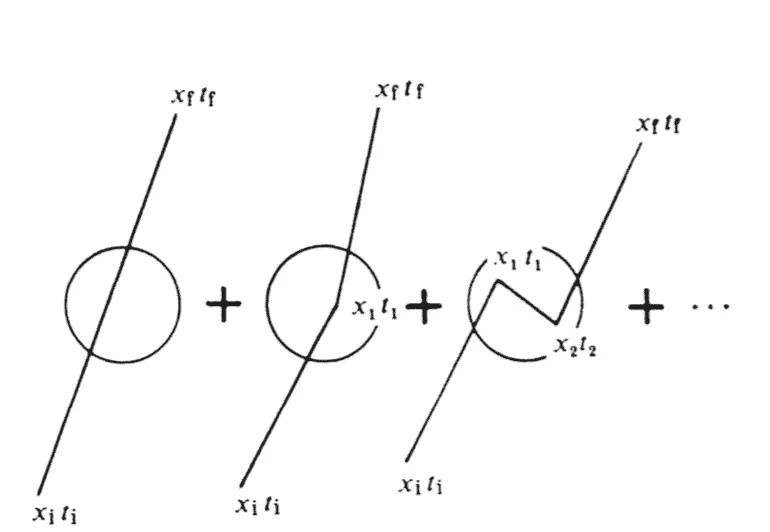 x_f t_f
x_f t_f
x_f t_f
x_1 t_1
+
x_1 t_1
+
x_2 t_2
+ ...
x_i t_i
x_i t_i
x_i t_i